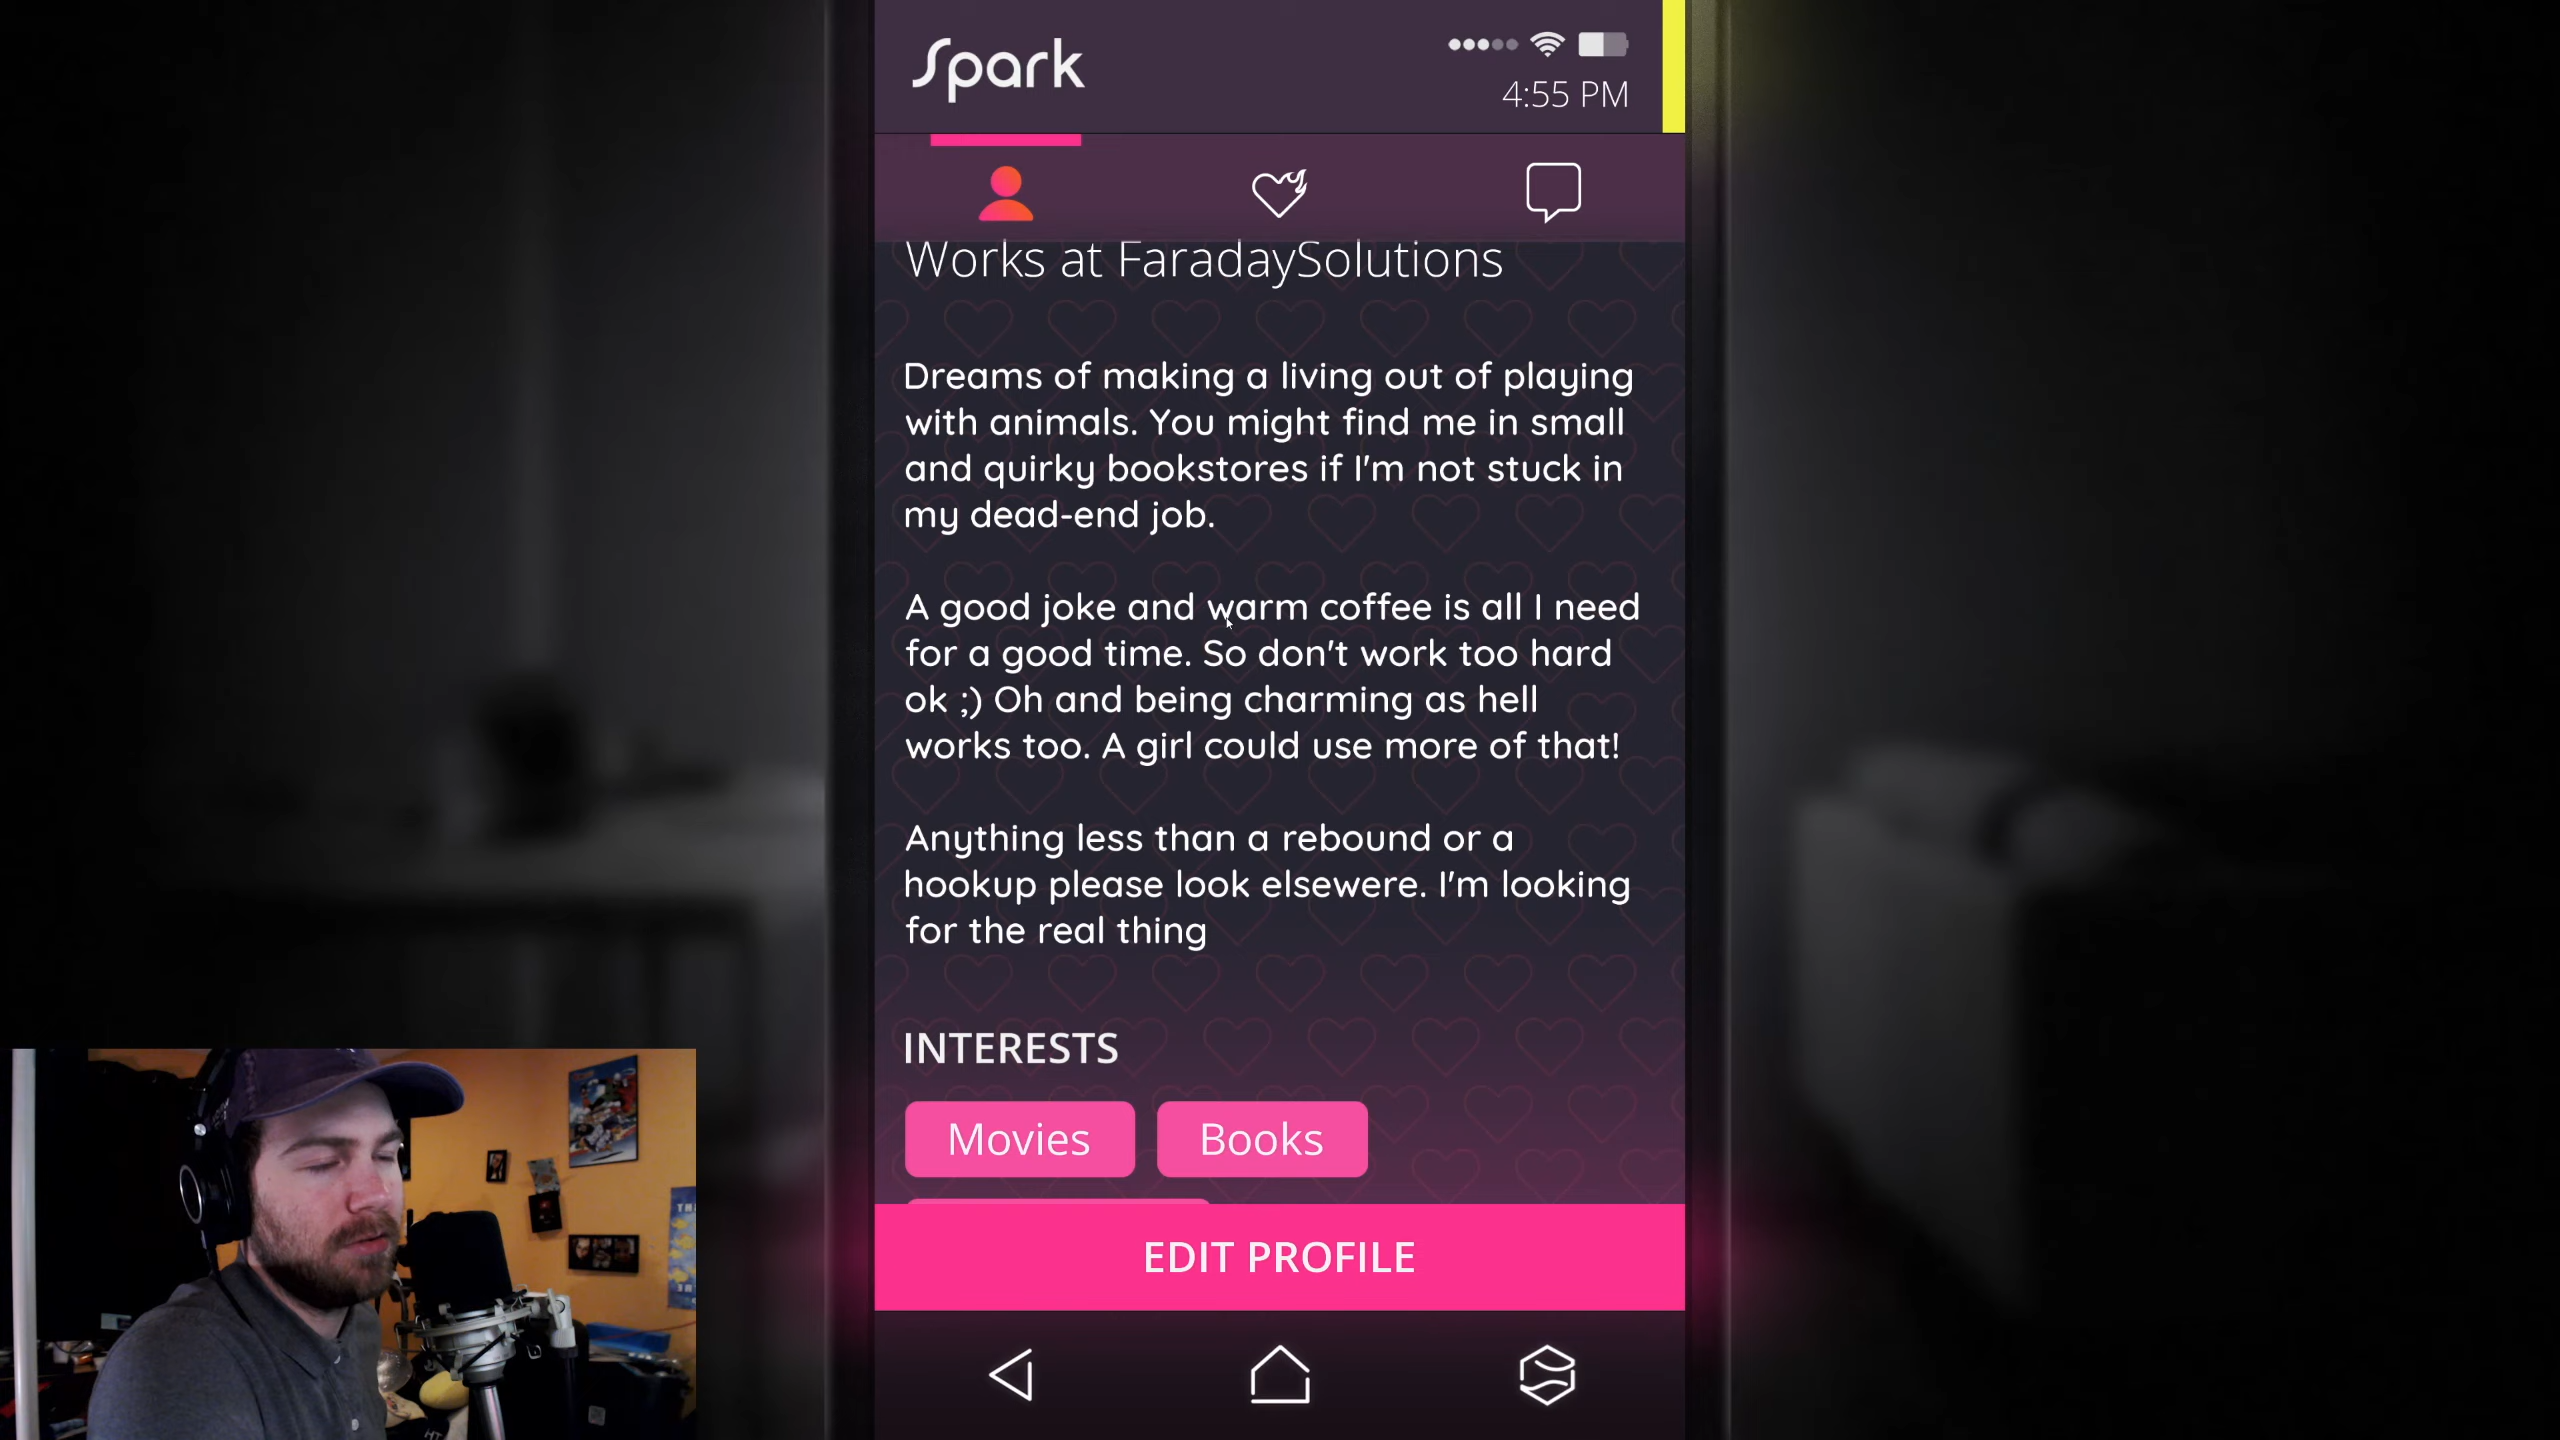 Spark
4:55 PM
Works at FaradaySolutions
Dreams of making a living out of playing
with animals. You might find me in small
and quirky bookstores if I'm not stuck in
my dead-end job.
A good joke and warm coffee is all I need
for a good time. So don't work too hard
ok ;) Oh and being charming as hell
works too. A girl could use more of that!
Anything less than a rebound or a
hookup please look elsewere. I'm looking
for the real thing
INTERESTS
Movies Books
EDIT PROFILE